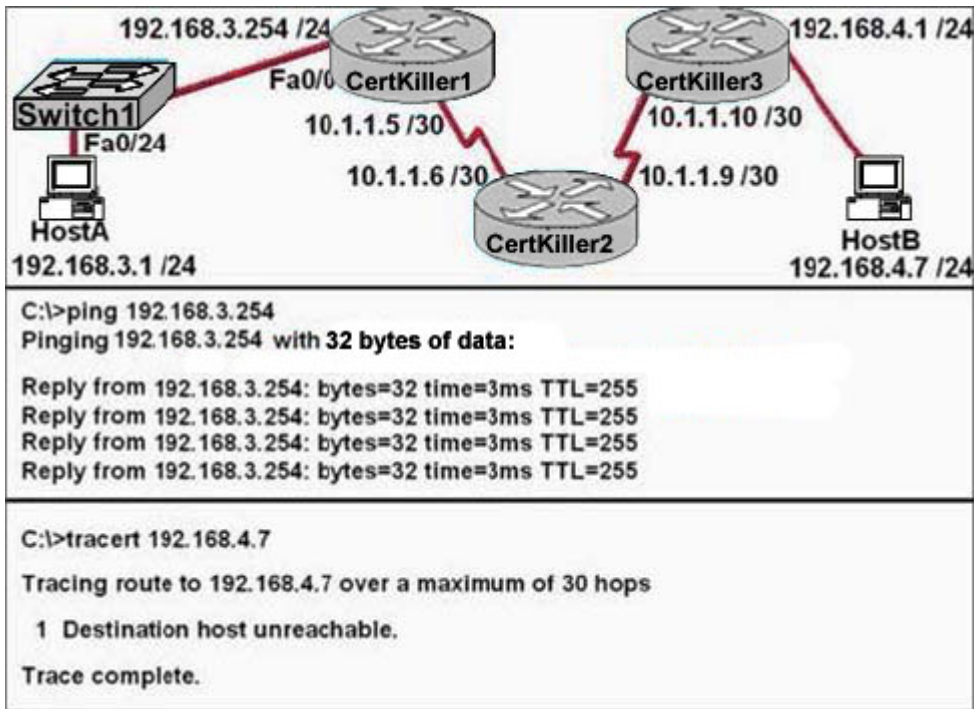 192.168.3.254 /24
192.168.4.1 /24
Fa0/0
CertKiller1
CertKiller3
Switch1
10.1.1.5 /30
10.1.1.10 /30
Fa0/24
10.1.1.6 /30
10.1.1.9 /30
HostA
CertKiller2
HostB
192.168.3.1 /24
192.168.4.7 /24
C:\>ping 192.168.3.254
Pinging 192.168.3.254 with 32 bytes of data:
Reply from 192.168.3.254: bytes=32 time=3ms TTL=255
Reply from 192.168.3.254: bytes=32 time=3ms TTL=255
Reply from 192.168.3.254: bytes=32 time=3ms TTL=255
Reply from 192.168.3.254: bytes=32 time=3ms TTL=255
C:\>tracert 192.168.4.7
Tracing route to 192.168.4.7 over a maximum of 30 hops
1 Destination host unreachable.
Trace complete.